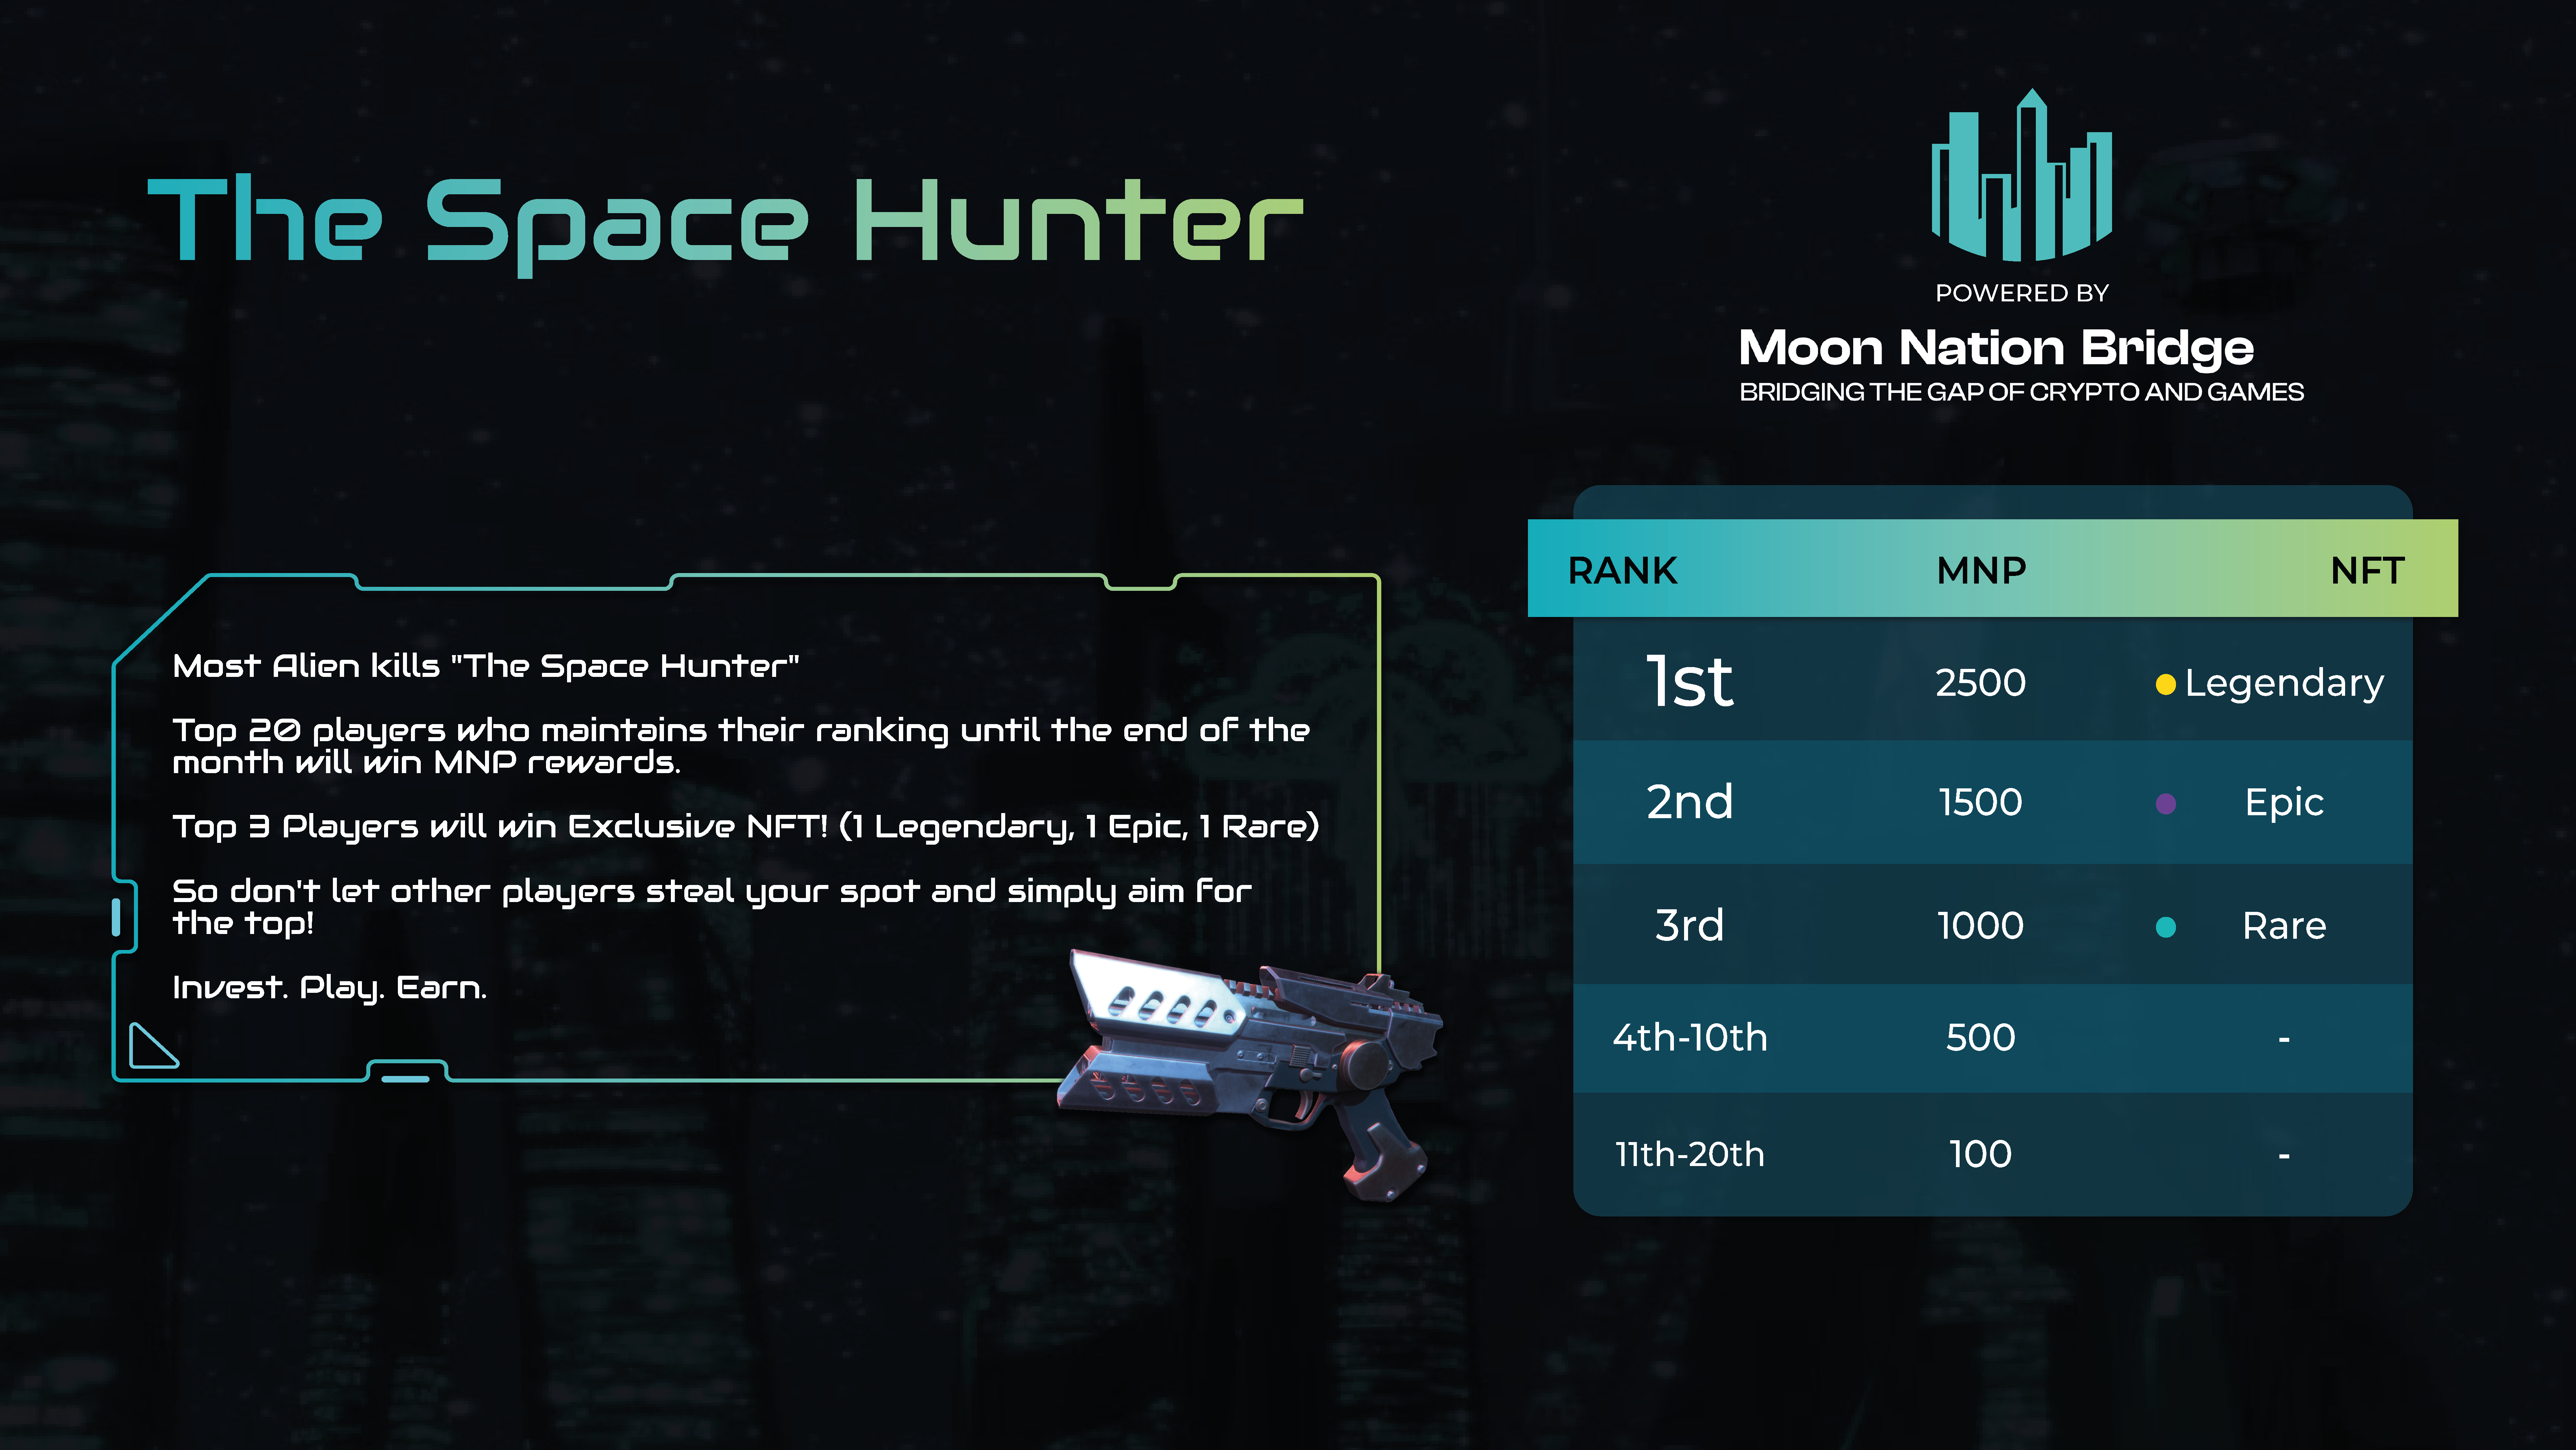 The Space Hunter
POWERED BY
Moon Nation Bridge
BRIDGING THE GAP OF CRYPTO AND GAMES
Most Alien kills "The Space Hunter"
Top 20 players who maintains their ranking until the end of the
month will win MNP rewards.
Top 3 Players will win Exclusive NFT! (1 Legendary, 1 Epic, 1 Rare)
So don't let other players steal your spot and simply aim for
the top!
Invest. Play. Earn.
RANK MNP NFT
1st 2500 Legendary
2nd 1500 Epic
3rd 1000 Rare
4th-10th 500 -
11th-20th 100 -